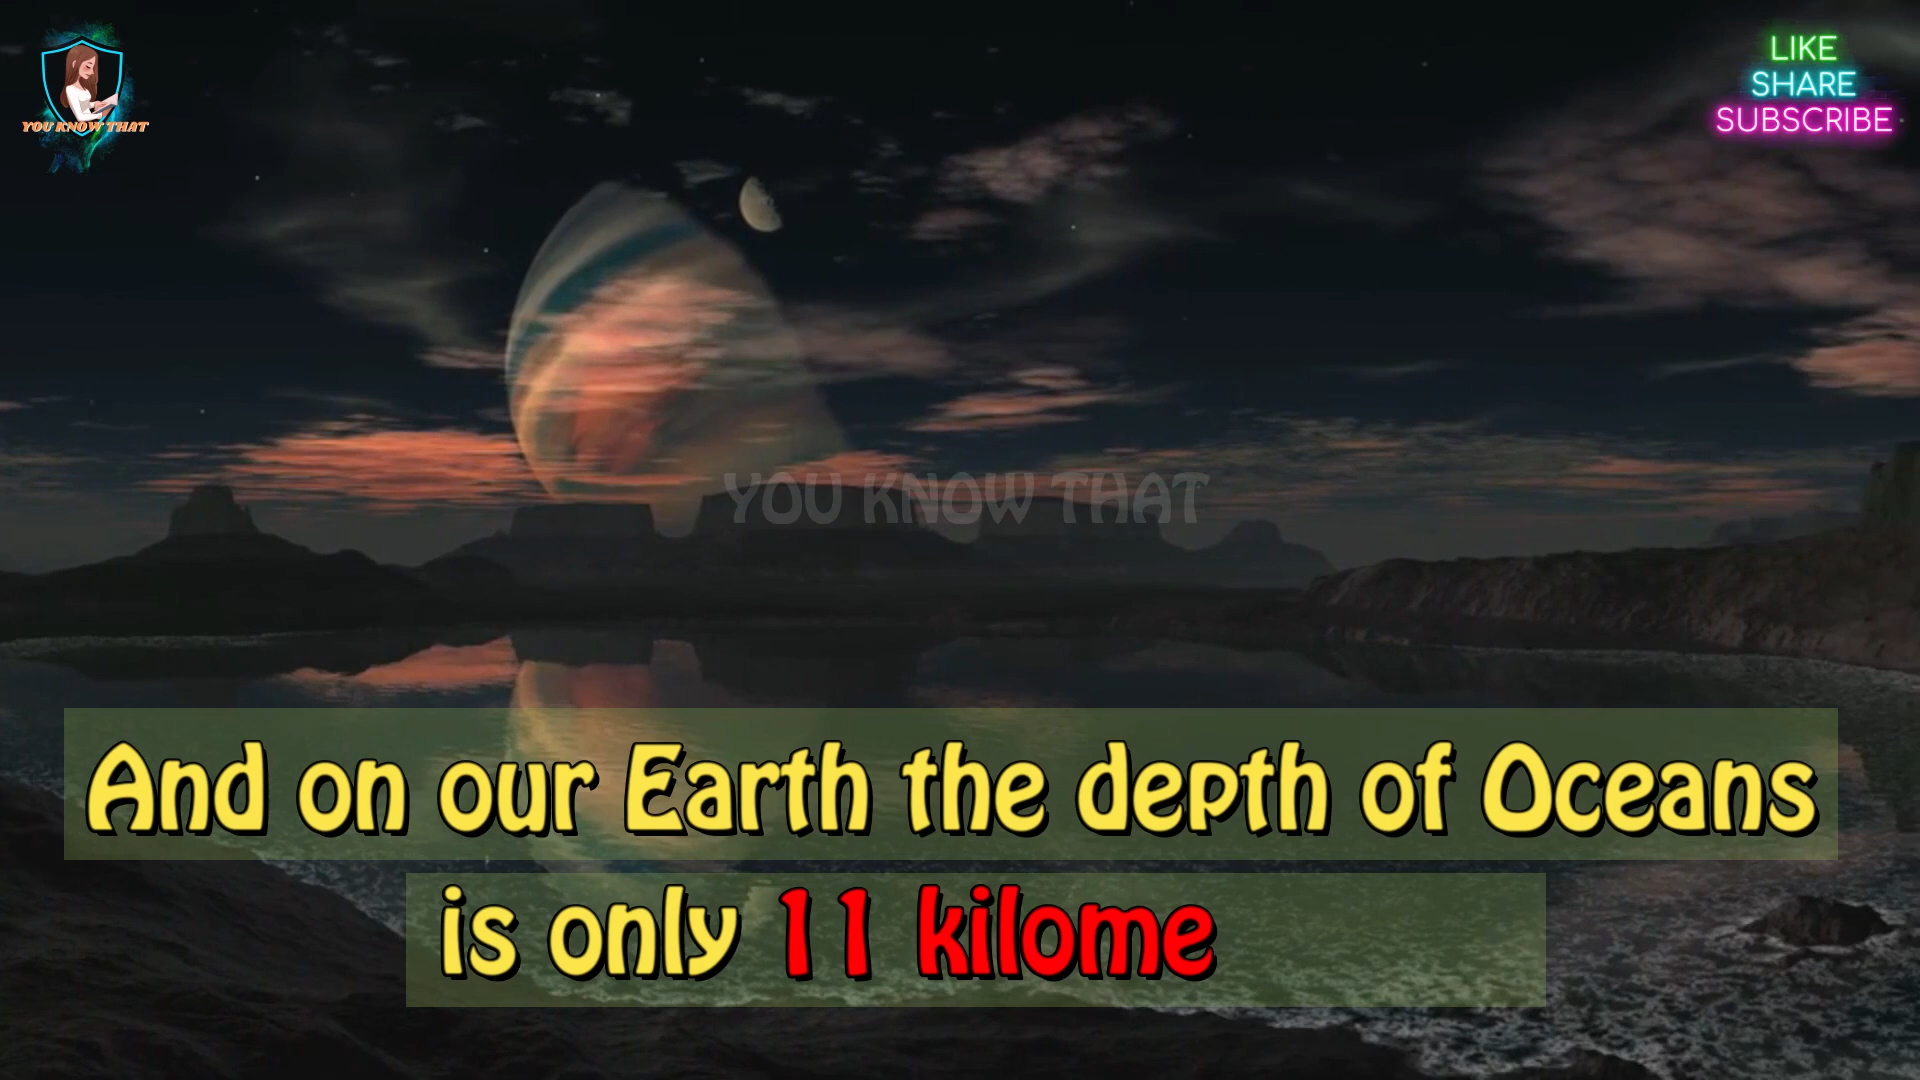 YOU KNOW THAT
LIKE
SHARE
SUBSCRIBE
YOU KNOW THAT
And on our Earth the depth of Oceans
is only 11 kilome